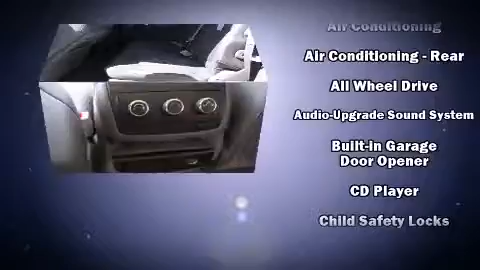 Air Conditioning
Air Conditioning - Rear
All Wheel Drive
Audio-Upgrade Sound System
Built-In Garage
Door Opener
CD Player
Child Safety Locks